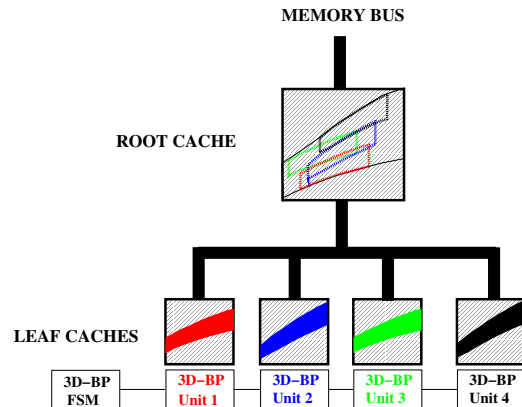 MEMORY BUS
ROOT CACHE
LEAF CACHES
3D-BP FSM
3D-BP Unit 1
3D-BP Unit 2
3D-BP Unit 3
3D-BP Unit 4